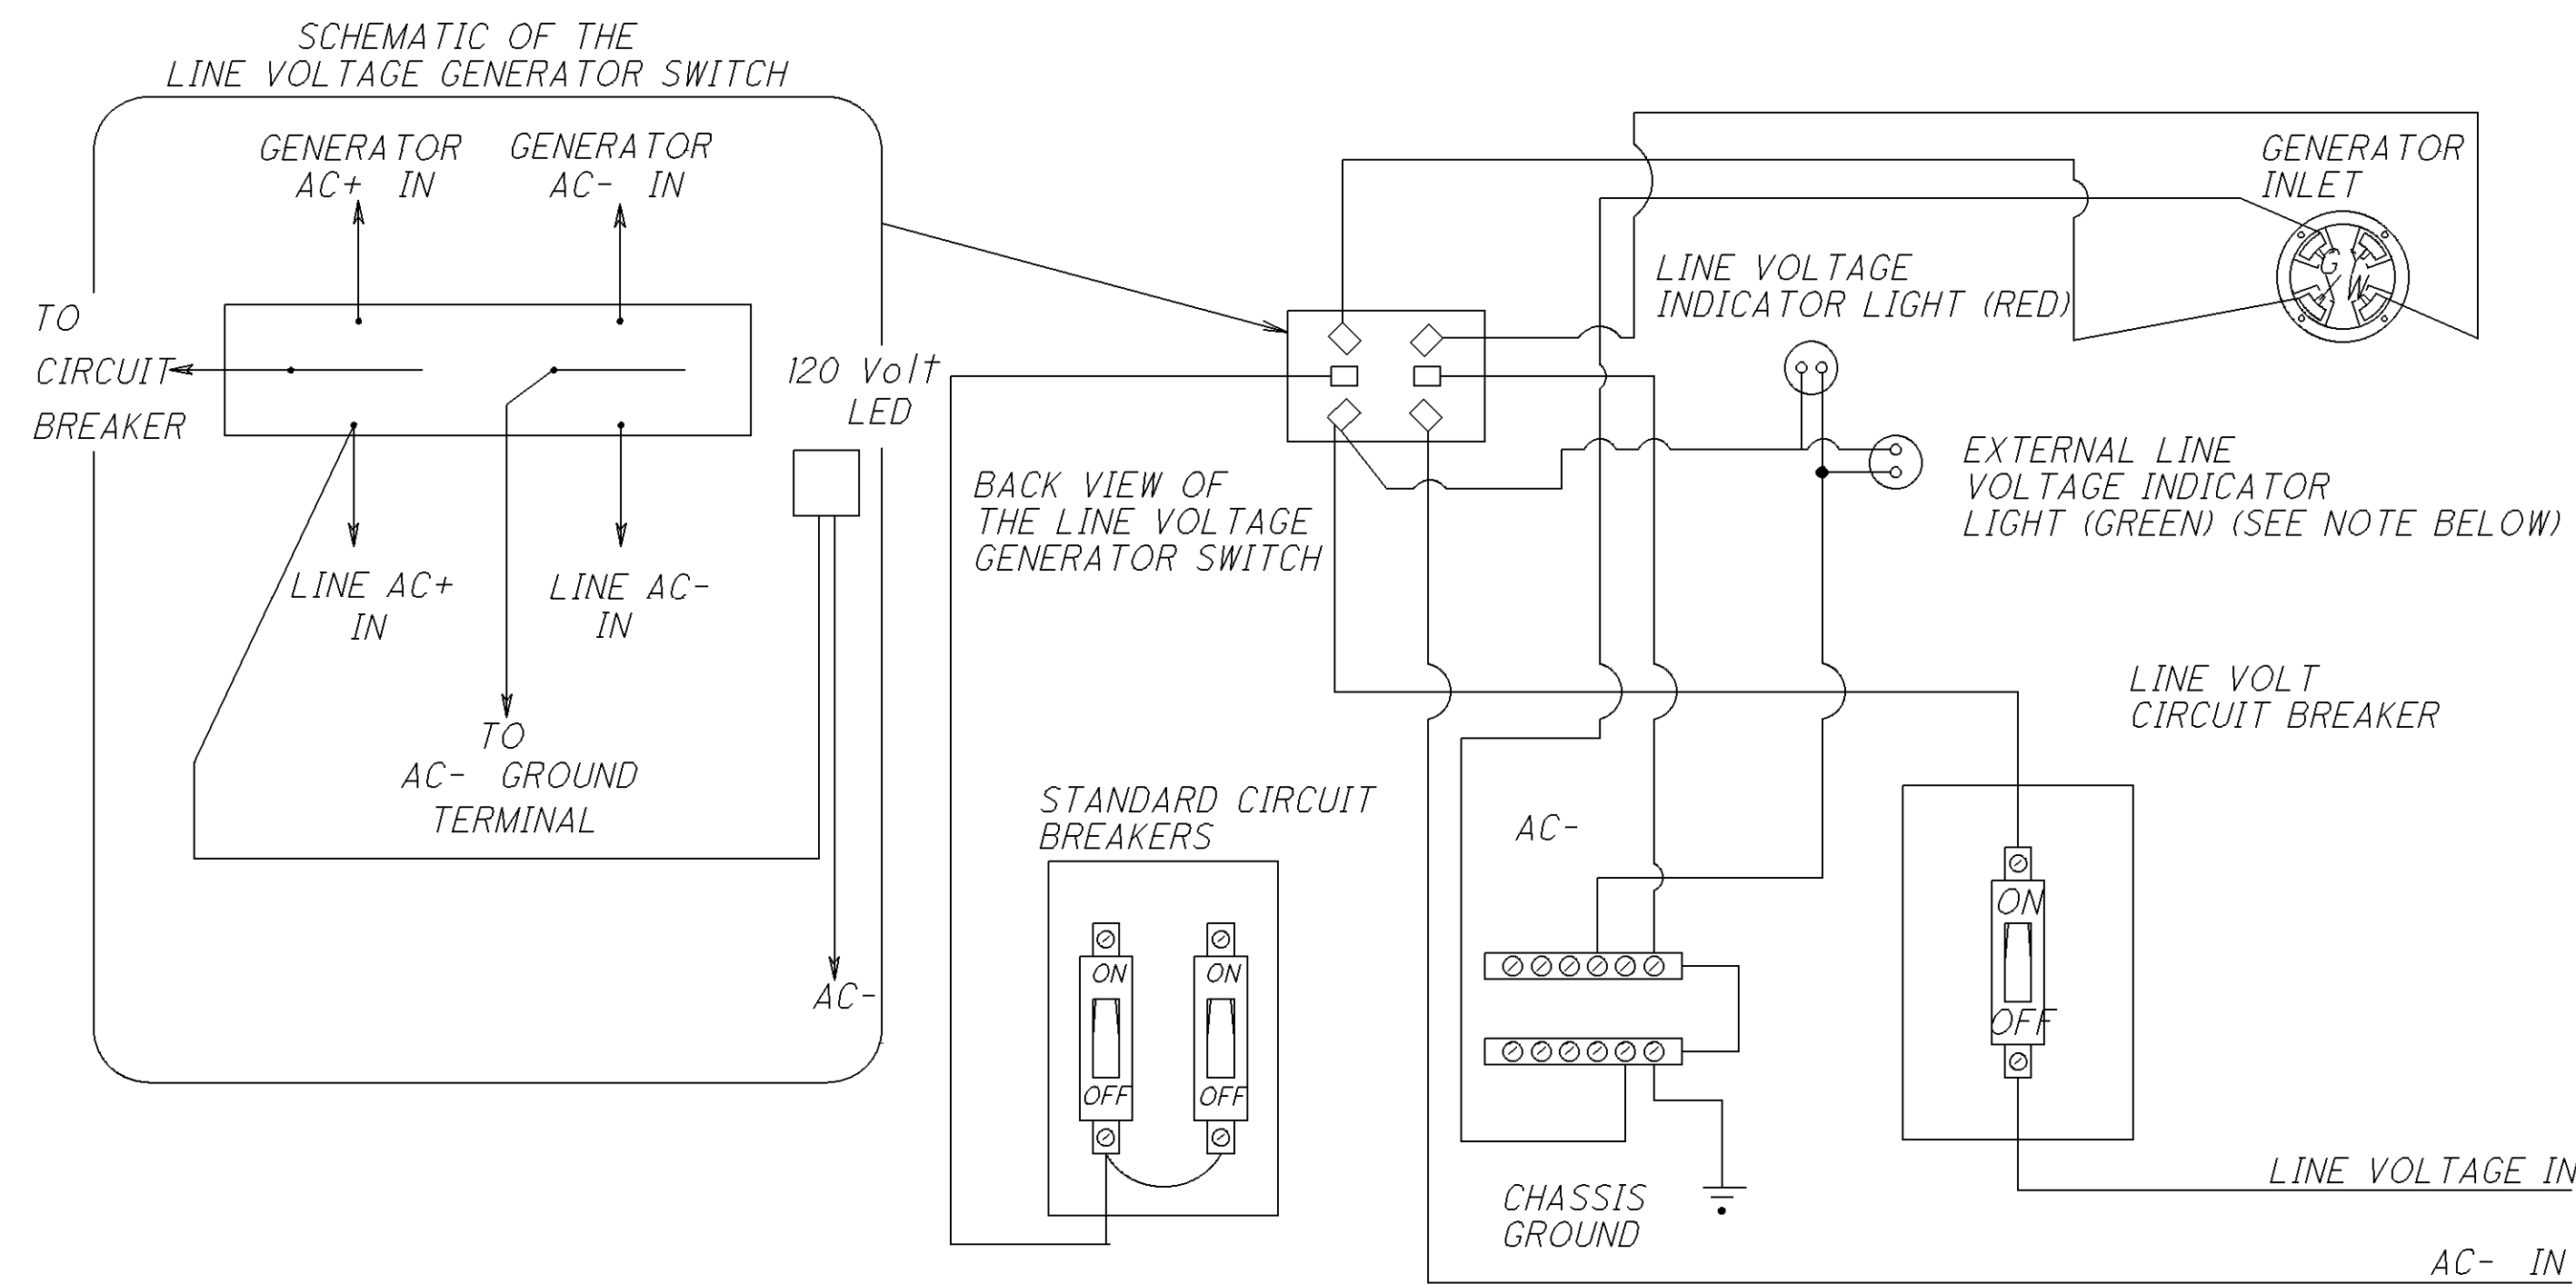 SCHEMATIC OF THE
LINE VOLTAGE GENERATOR SWITCH
GENERATOR
AC+ IN
GENERATOR
AC- IN
TO
CIRCUIT
BREAKER
120 Volt
LED
LINE AC+
IN
LINE AC-
IN
TO
AC- GROUND
TERMINAL
AC-
BACK VIEW OF
THE LINE VOLTAGE
GENERATOR SWITCH
GENERATOR
INLET
G
Y
X
W
LINE VOLTAGE
INDICATOR LIGHT (RED)
EXTERNAL LINE
VOLTAGE INDICATOR
LIGHT (GREEN) (SEE NOTE BELOW)
LINE VOLT
CIRCUIT BREAKER
STANDARD CIRCUIT
BREAKERS
ON
OFF
ON
OFF
AC-
CHASSIS
GROUND
ON
OFF
LINE VOLTAGE IN
AC- IN